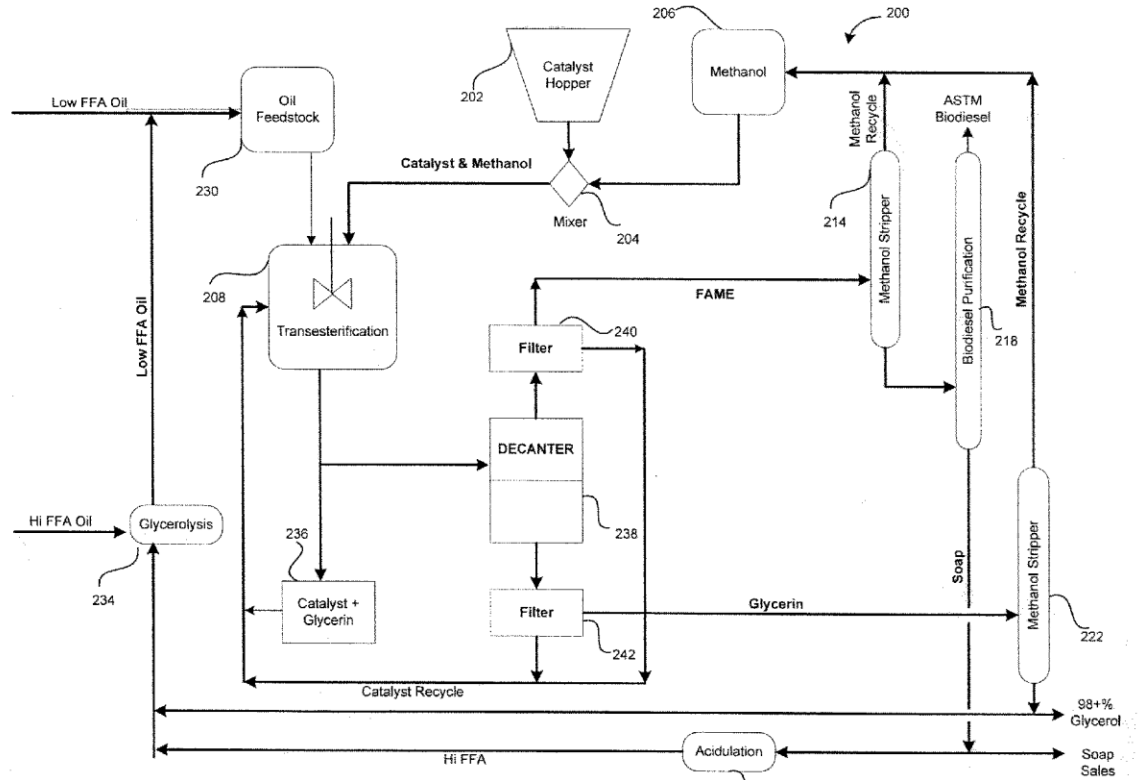 206
200
202
Catalyst
Hopper
Methanol
Low FFA Oil
Oil
Feedstock
230
Methanol
Recycle
ASTM
Biodiesel
Catalyst & Methanol
Mixer
204
214
Methanol Stripper
Biodiesel Purification
218
Methanol Recycle
208
Transesterification
FAME
240
Filter
Low FFA Oil
DECANTER
238
Hi FFA Oil
Glycerolysis
234
236
Catalyst +
Glycerin
Filter
242
Glycerin
Soap
Methanol Stripper
222
Catalyst Recycle
98+%
Glycerol
Hi FFA
Acidulation
Soap
Sales